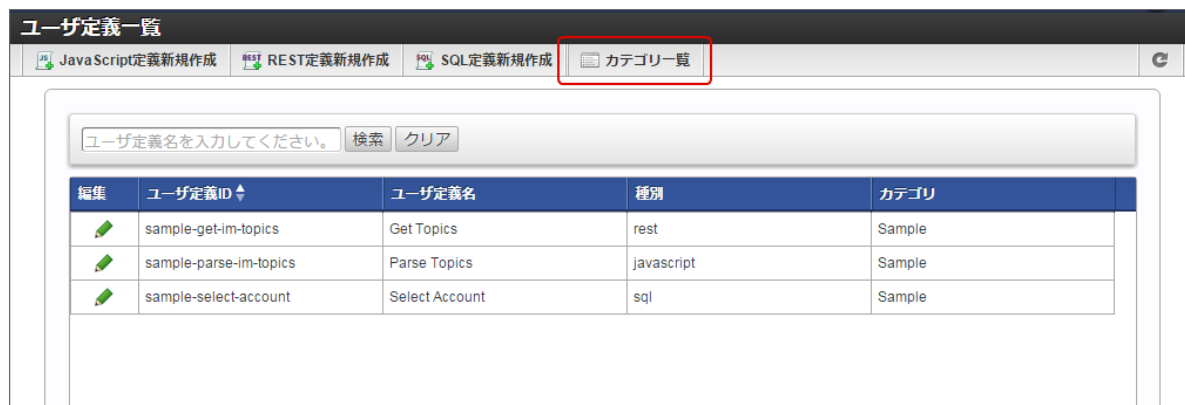 ユーザ定義一覧
JavaScript定義新規作成 REST定義新規作成 SQL定義新規作成 カテゴリ一覧
ユーザ定義名を入力してください。 検索 クリア
編集 ユーザ定義ID ユーザ定義名 種別 カテゴリ
sample-get-im-topics Get Topics rest Sample
sample-parse-im-topics Parse Topics javascript Sample
sample-select-account Select Account sql Sample